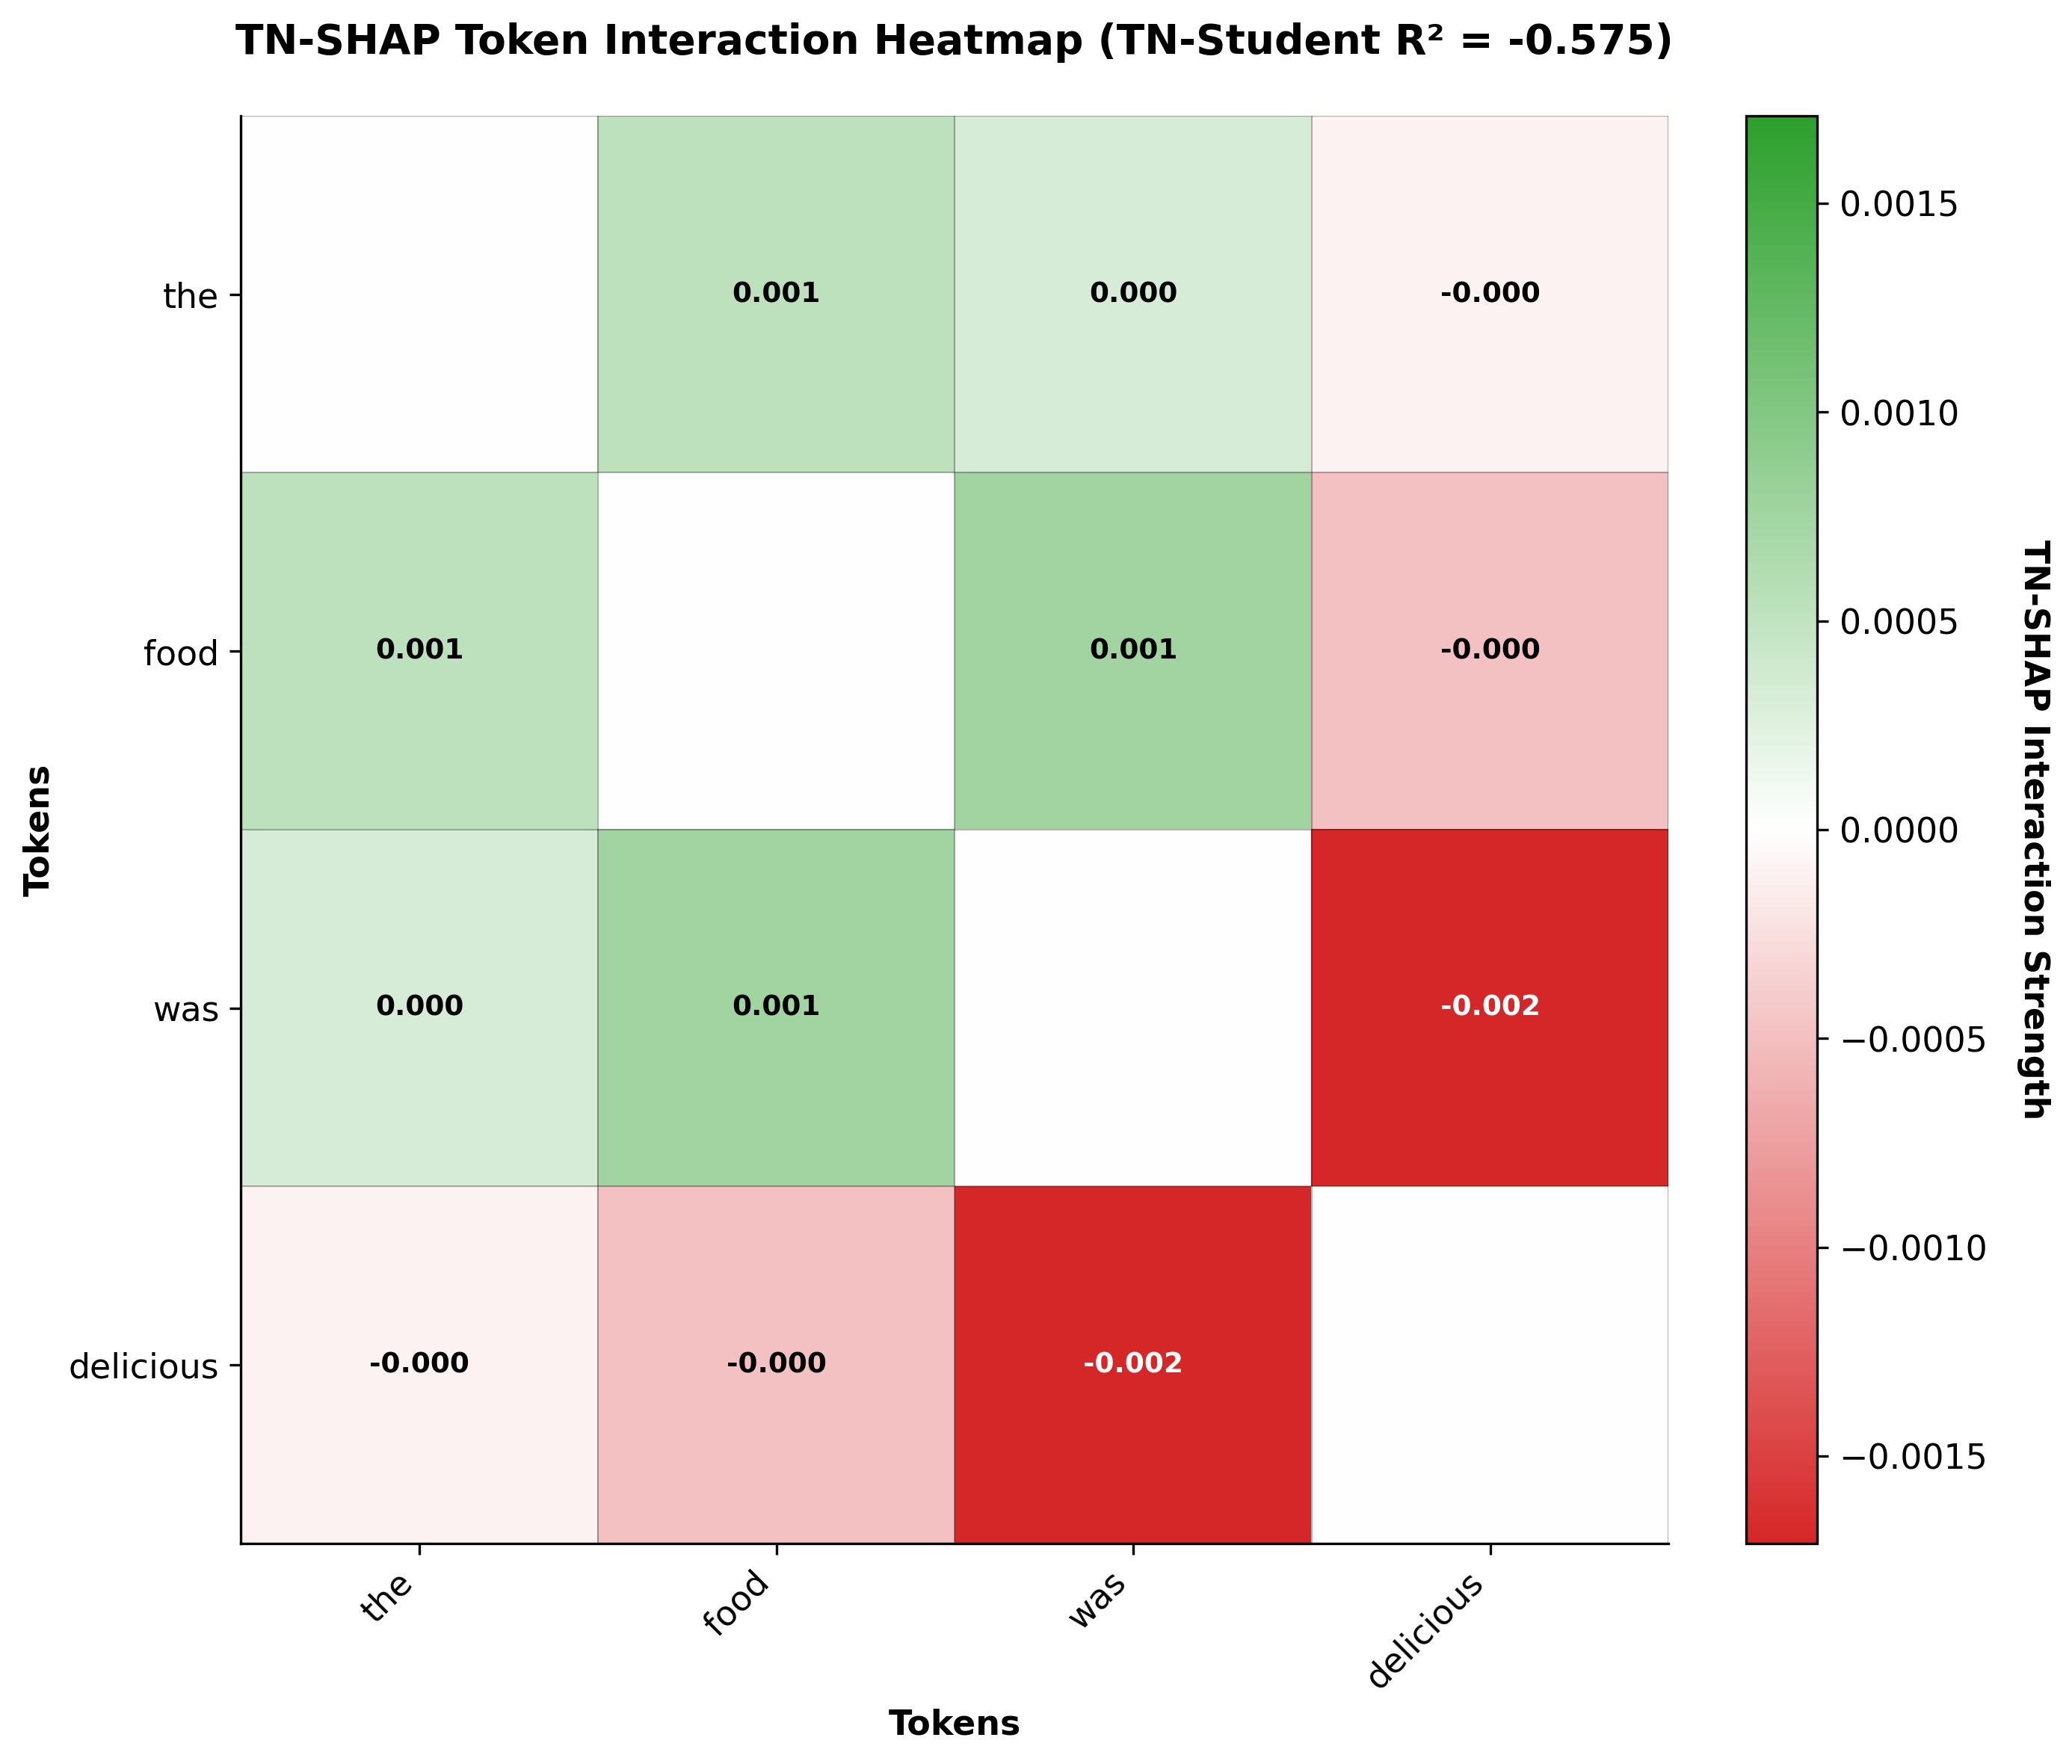 TN-SHAP Token Interaction Heatmap (TN-Student R² = -0.575)
the
0.001
0.000
-0.000
food
0.001
0.001
-0.000
was
0.000
0.001
-0.002
delicious
-0.000
-0.000
-0.002
the
food
was
delicious
Tokens
Tokens
0.0015
0.0010
0.0005
0.0000
−0.0005
−0.0010
−0.0015
TN-SHAP Interaction Strength